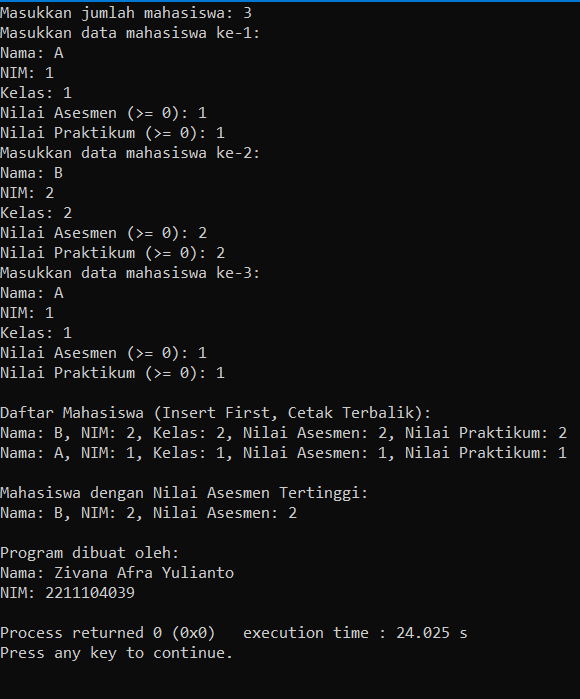 Masukkan jumlah mahasiswa: 3
Masukkan data mahasiswa ke-1:
Nama: A
NIM: 1
Kelas: 1
Nilai Asesmen (>= 0): 1
Nilai Praktikum (>= 0): 1
Masukkan data mahasiswa ke-2:
Nama: B
NIM: 2
Kelas: 2
Nilai Asesmen (>= 0): 2
Nilai Praktikum (>= 0): 2
Masukkan data mahasiswa ke-3:
Nama: A
NIM: 1
Kelas: 1
Nilai Asesmen (>= 0): 1
Nilai Praktikum (>= 0): 1

Daftar Mahasiswa (Insert First, Cetak Terbalik):
Nama: B, NIM: 2, Kelas: 2, Nilai Asesmen: 2, Nilai Praktikum: 2
Nama: A, NIM: 1, Kelas: 1, Nilai Asesmen: 1, Nilai Praktikum: 1

Mahasiswa dengan Nilai Asesmen Tertinggi:
Nama: B, NIM: 2, Nilai Asesmen: 2

Program dibuat oleh:
Nama: Zivana Afra Yulianto
NIM: 2211104039

Process returned 0 (0x0)   execution time : 24.025 s
Press any key to continue.